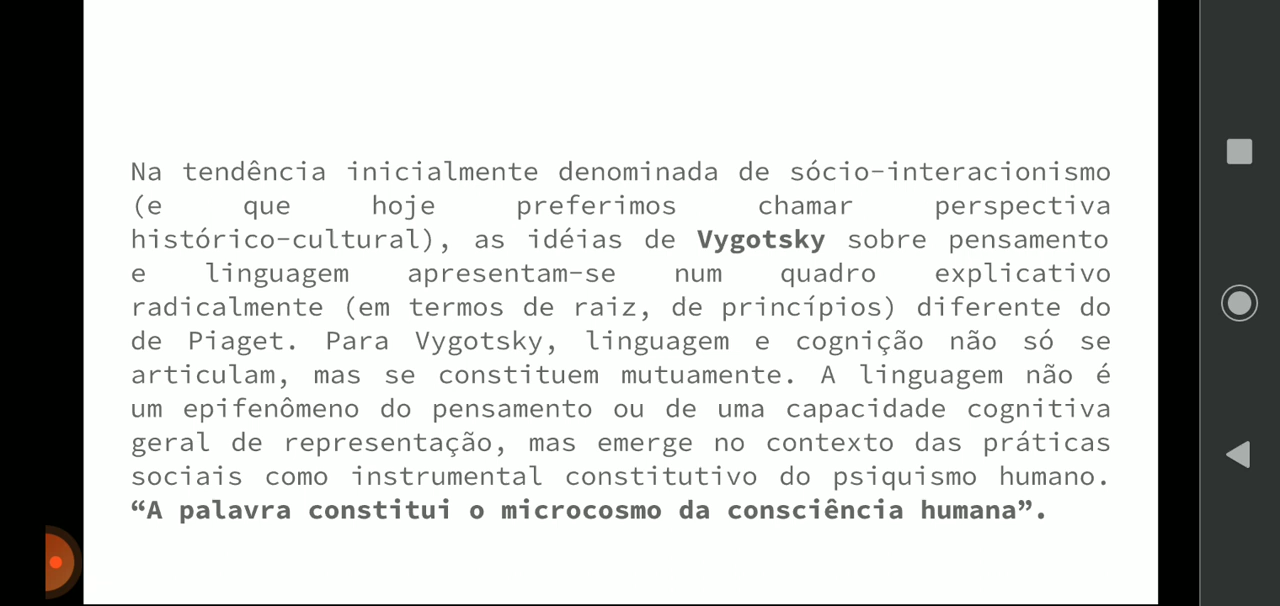 Na tendência inicialmente denominada de sócio-interacionismo
(e que hoje preferimos chamar perspectiva
histórico-cultural), as idéias de Vygotsky sobre pensamento
e linguagem apresentam-se num quadro explicativo
radicalmente (em termos de raiz, de princípios) diferente do
de Piaget. Para Vygotsky, linguagem e cognição não só se
articulam, mas se constituem mutuamente. A linguagem não é
um epifenômeno do pensamento ou de uma capacidade cognitiva
geral de representação, mas emerge no contexto das práticas
sociais como instrumental constitutivo do psiquismo humano.
“A palavra constitui o microcosmo da consciência humana”.